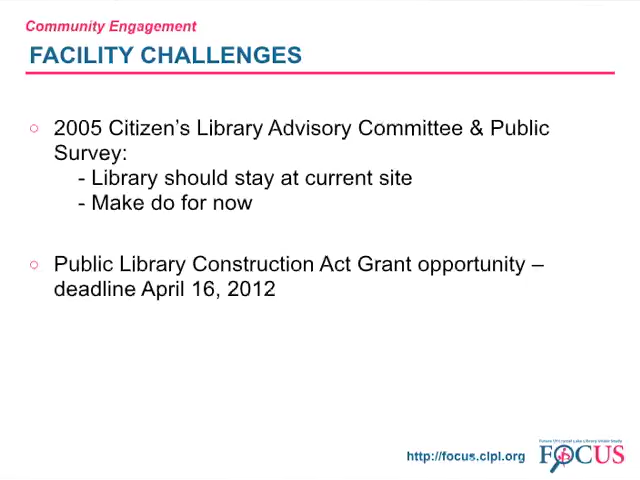 Community Engagement
FACILITY CHALLENGES
2005 Citizen's Library Advisory Committee & Public
Survey:
- Library should stay at current site
- Make do for now
Public Library Construction Act Grant opportunity –
deadline April 16, 2012
http://focus.clpl.org
FOCUS